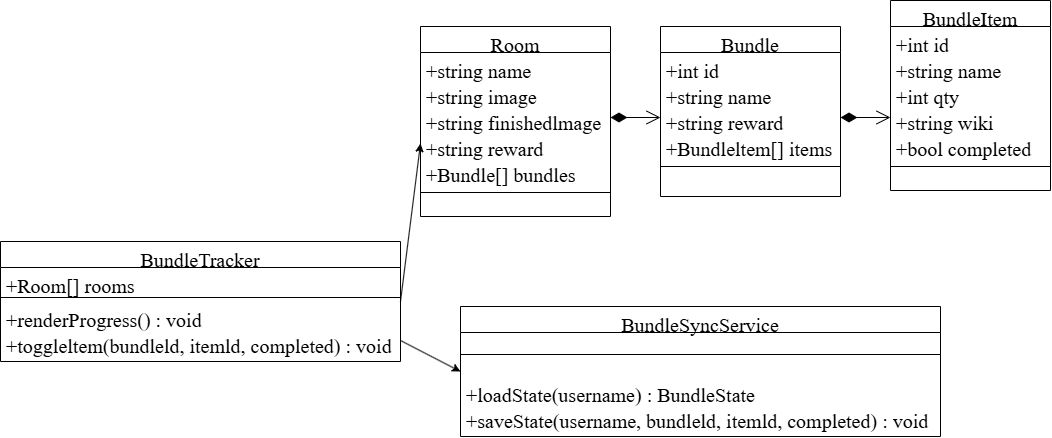 Room
+string name
+string image
+string finishedImage
+string reward
+Bundle[] bundles
Bundle
+int id
+string name
+string reward
+BundleItem[] items
BundleItem
+int id
+string name
+int qty
+string wiki
+bool completed
BundleTracker
+Room[] rooms
+renderProgress() : void
+toggleItem(bundleId, itemId, completed) : void
BundleSyncService
+loadState(username) : BundleState
+saveState(username, bundleId, itemId, completed) : void